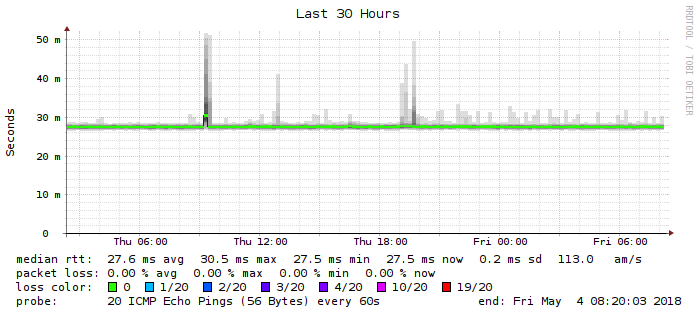 Last 30 Hours
RRDTOOL / TOBI OETIKER
Seconds
50 m
40 m
30 m
20 m
10 m
0
Thu 06:00 Thu 12:00 Thu 18:00 Fri 00:00 Fri 06:00
median rtt: 27.6 ms avg 30.5 ms max 27.5 ms min 27.5 ms now 0.2 ms sd 113.0 am/s
packet loss: 0.00 % avg 0.00 % max 0.00 % min 0.00 % now
loss color: 0 1/20 2/20 3/20 4/20 10/20 19/20
probe: 20 ICMP Echo Pings (56 Bytes) every 60s end: Fri May 4 08:20:03 2018